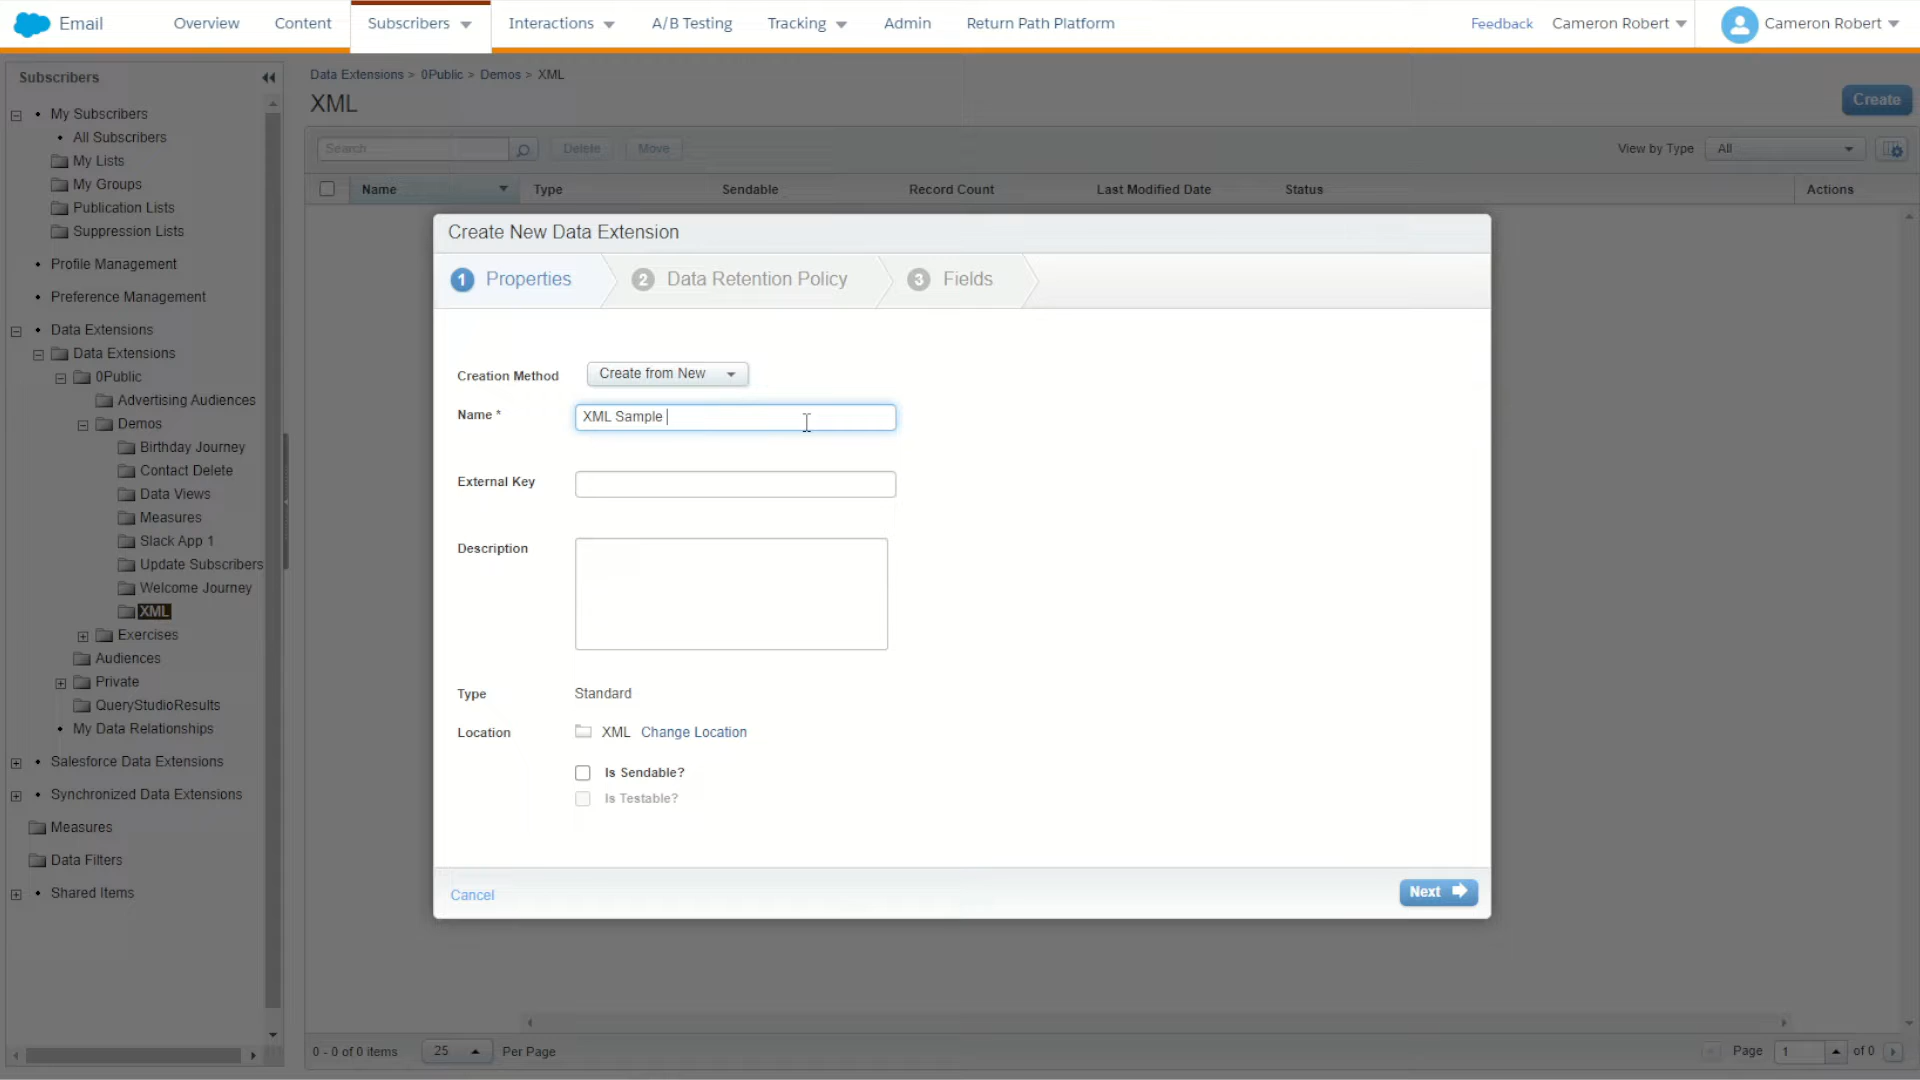 Email
Overview
Content
Subscribers
Interactions
A/B Testing
Tracking
Admin
Return Path Platform
Feedback
Cameron Robert
Cameron Robert
Subscribers
My Subscribers
All Subscribers
My Lists
My Groups
Publication Lists
Suppression Lists
Profile Management
Preference Management
Data Extensions
Data Extensions
0Public
Advertising Audiences
Demos
Birthday Journey
Contact Delete
Data Views
Measures
Slack App 1
Update Subscribers
Welcome Journey
XML
Exercises
Audiences
Private
QueryStudioResults
My Data Relationships
Salesforce Data Extensions
Synchronized Data Extensions
Measures
Data Filters
Shared Items
Data Extensions > 0Public > Demos > XML
XML
Create
Search
Delete
Move
View by Type
All
Name
Type
Sendable
Record Count
Last Modified Date
Status
Actions
Create New Data Extension
1 Properties
2 Data Retention Policy
3 Fields
Creation Method
Create from New
Name *
XML Sample
External Key
Description
Type
Standard
Location
XML Change Location
Is Sendable?
Is Testable?
Cancel
Next
0 - 0 of 0 items
25
Per Page
Page
1
of 0